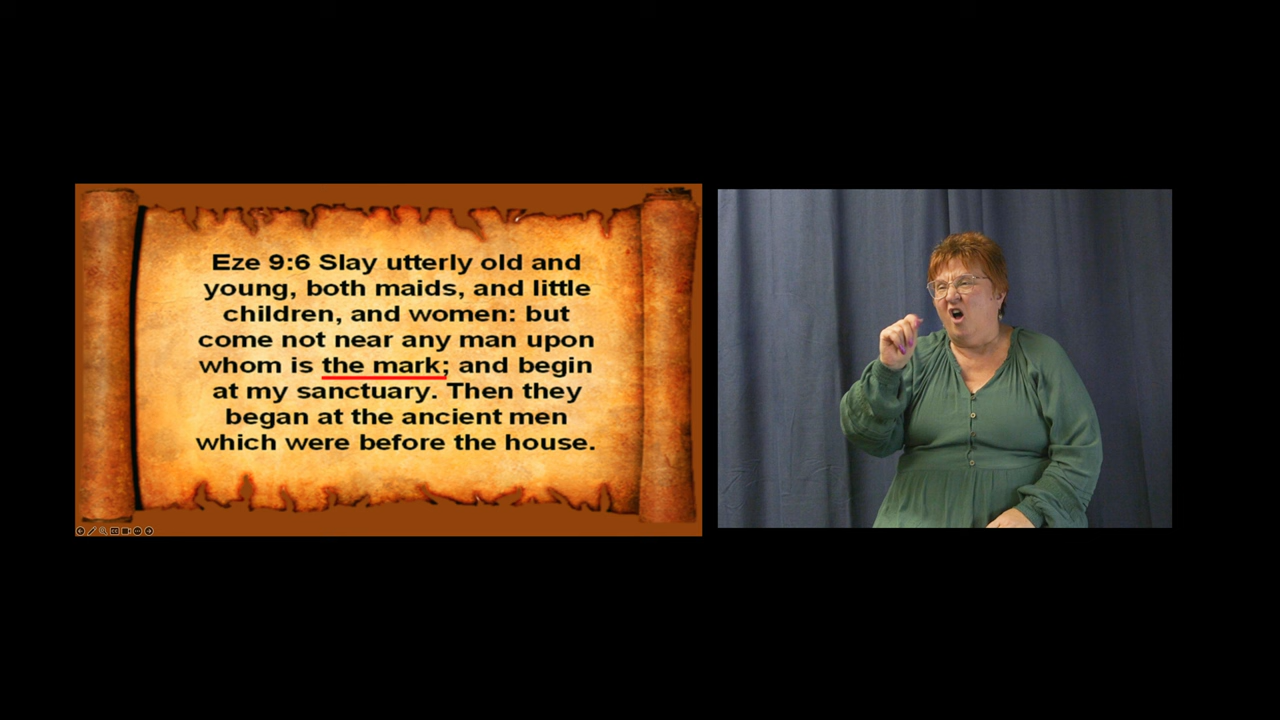 Eze 9:6 Slay utterly old and
young, both maids, and little
children, and women: but
come not near any man upon
whom is the mark; and begin
at my sanctuary. Then they
began at the ancient men
which were before the house.